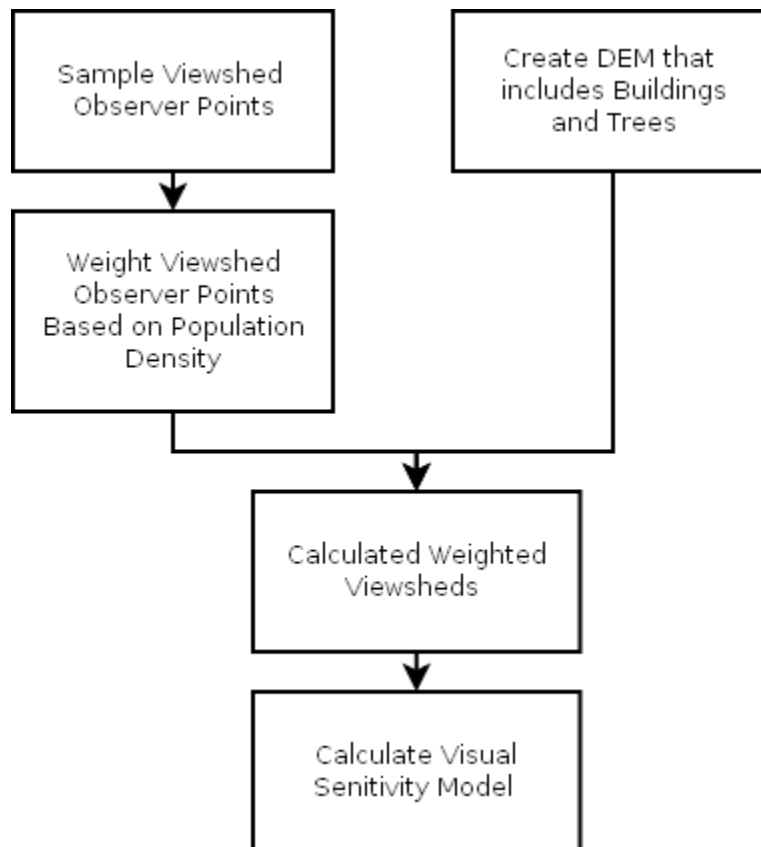 Sample Viewshed
Observer Points
Create DEM that
includes Buildings
and Trees
Weight Viewshed
Observer Points
Based on Population
Density
Calculated Weighted
Viewsheds
Calculate Visual
Senitivity Model